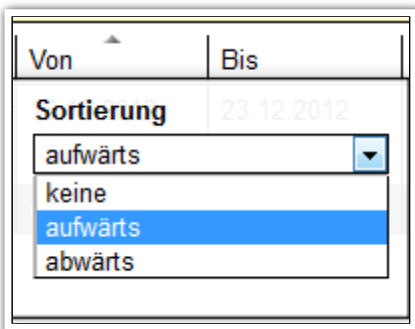 Von Bis
Sortierung 23.12.2012
aufwärts
keine
aufwärts
abwärts